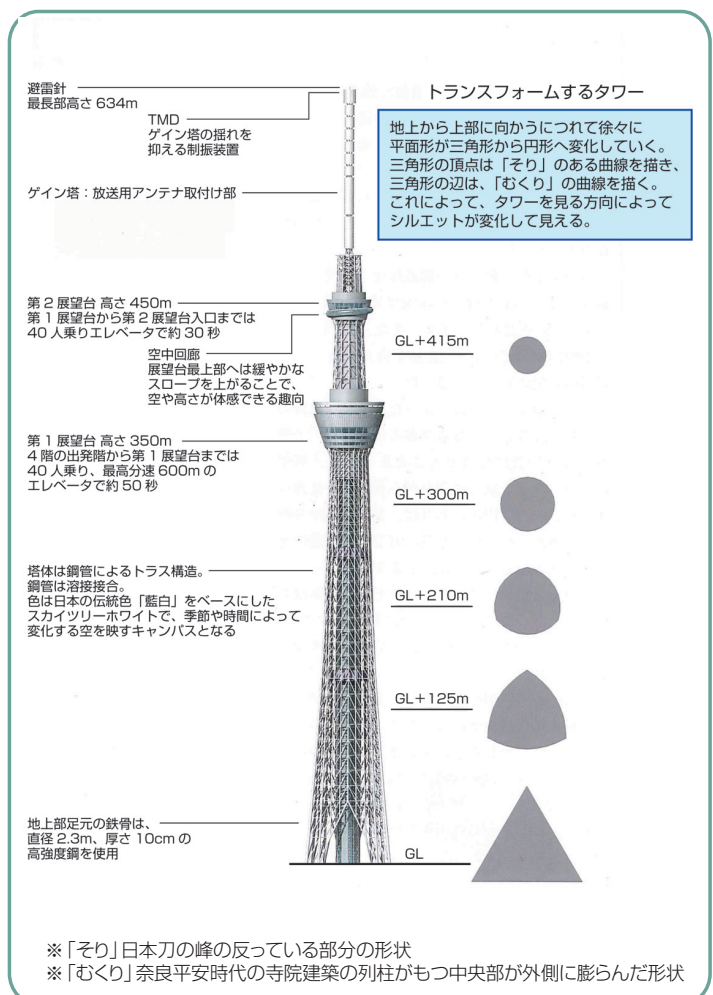 避雷針
最長部高さ 634m
TMD
ゲイン塔の揺れを
抑える制振装置
ゲイン塔：放送用アンテナ取付け部
第 2 展望台 高さ 450m
第 1 展望台から第 2 展望台入口までは
40 人乗りエレベータで約 30 秒
空中回廊
展望台最上部へは緩やかな
スロープを上がることで、
空や高さが体感できる趣向
第 1 展望台 高さ 350m
4 階の出発階から第 1 展望台までは
40 人乗り、最高分速 600m の
エレベータで約 50 秒
塔体は鋼管によるトラス構造。
鋼管は溶接接合。
色は日本の伝統色「藍白」をベースにした
スカイツリーホワイトで、季節や時間によって
変化する空を映すキャンバスとなる
地上部足元の鉄骨は、
直径 2.3m、厚さ 10cm の
高強度鋼を使用
トランスフォームするタワー
地上から上部に向かうにつれて徐々に
平面形が三角形から円形へ変化していく。
三角形の頂点は「そり」のある曲線を描き、
三角形の辺は、「むくり」の曲線を描く。
これによって、タワーを見る方向によって
シルエットが変化して見える。
GL+415m
GL+300m
GL+210m
GL+125m
GL
※「そり」日本刀の峰の反っている部分の形状
※「むくり」奈良平安時代の寺院建築の列柱がもつ中央部が外側に膨らんだ形状